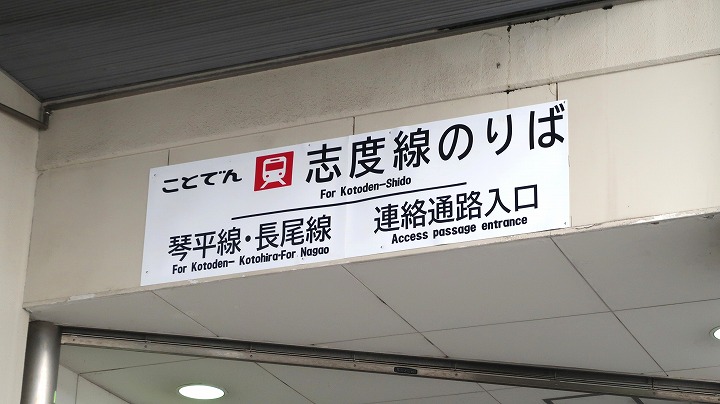 ことでん 志度線のりば
For Kotoden-Shido
琴平線・長尾線 連絡通路入口
For Kotoden- Kotohira・For Nagao Access passage entrance